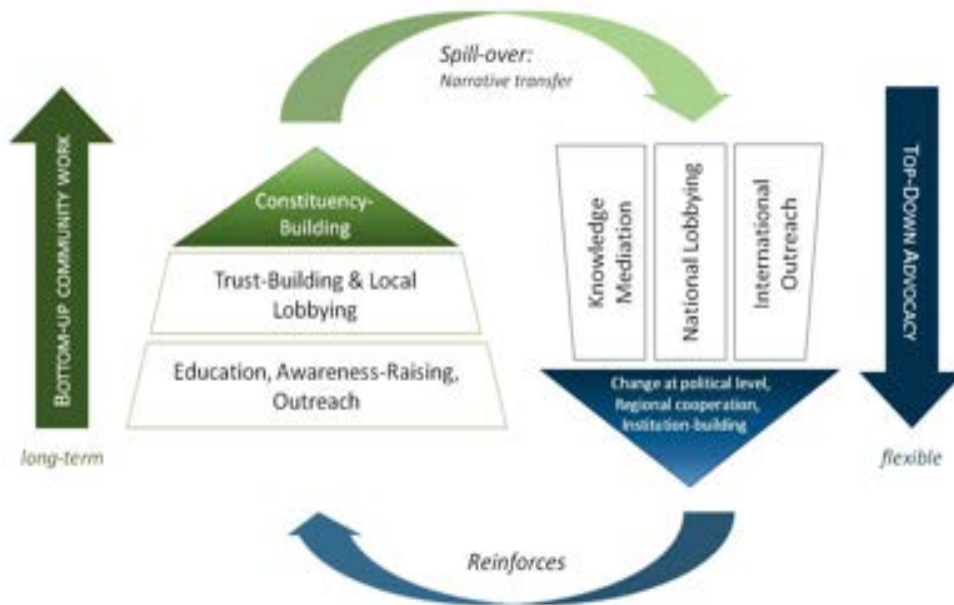 Spill-over:
Narrative transfer
BOTTOM-UP COMMUNITY WORK
long-term
Constituency-
Building
Trust-Building & Local
Lobbying
Education, Awareness-Raising,
Outreach
Knowledge
Mediation
National Lobbying
International
Outreach
Change at political level,
Regional cooperation,
Institution-building
TOP-DOWN ADVOCACY
flexible
Reinforces